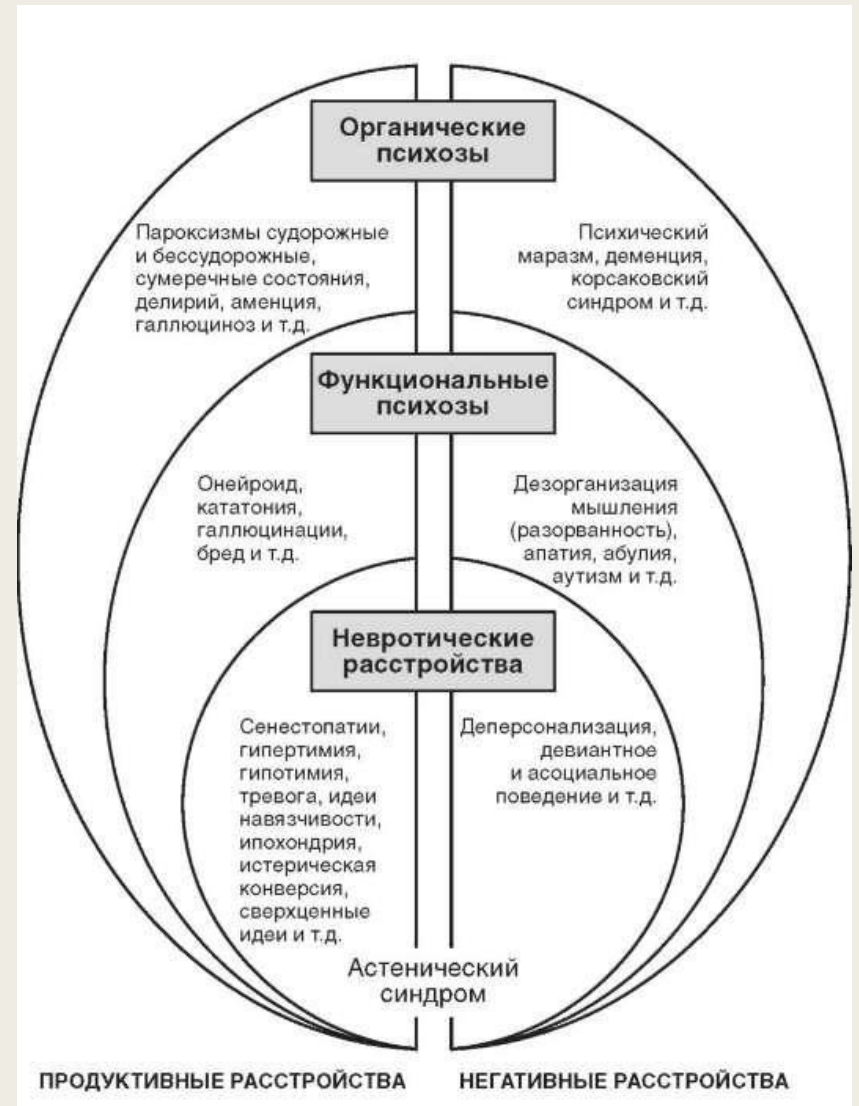 Органические
психозы
Пароксизмы судорожные
и бессудорожные,
сумеречные состояния,
делирий, аменция,
галлюциноз и т.д.
Психический
маразм, деменция,
корсаковский
синдром и т.д.
Функциональные
психозы
Онейроид,
кататония,
галлюцинации,
бред и т.д.
Дезорганизация
мышления
(разорванность),
апатия, абулия,
аутизм и т.д.
Невротические
расстройства
Сенестопатии,
гипертимия,
гипотимия,
тревога, идеи
навязчивости,
ипохондрия,
истерическая
конверсия,
сверхценные
идеи и т.д.
Деперсонализация,
девиантное
и асоциальное
поведение и т.д.
Астенический
синдром
ПРОДУКТИВНЫЕ РАССТРОЙСТВА
НЕГАТИВНЫЕ РАССТРОЙСТВА